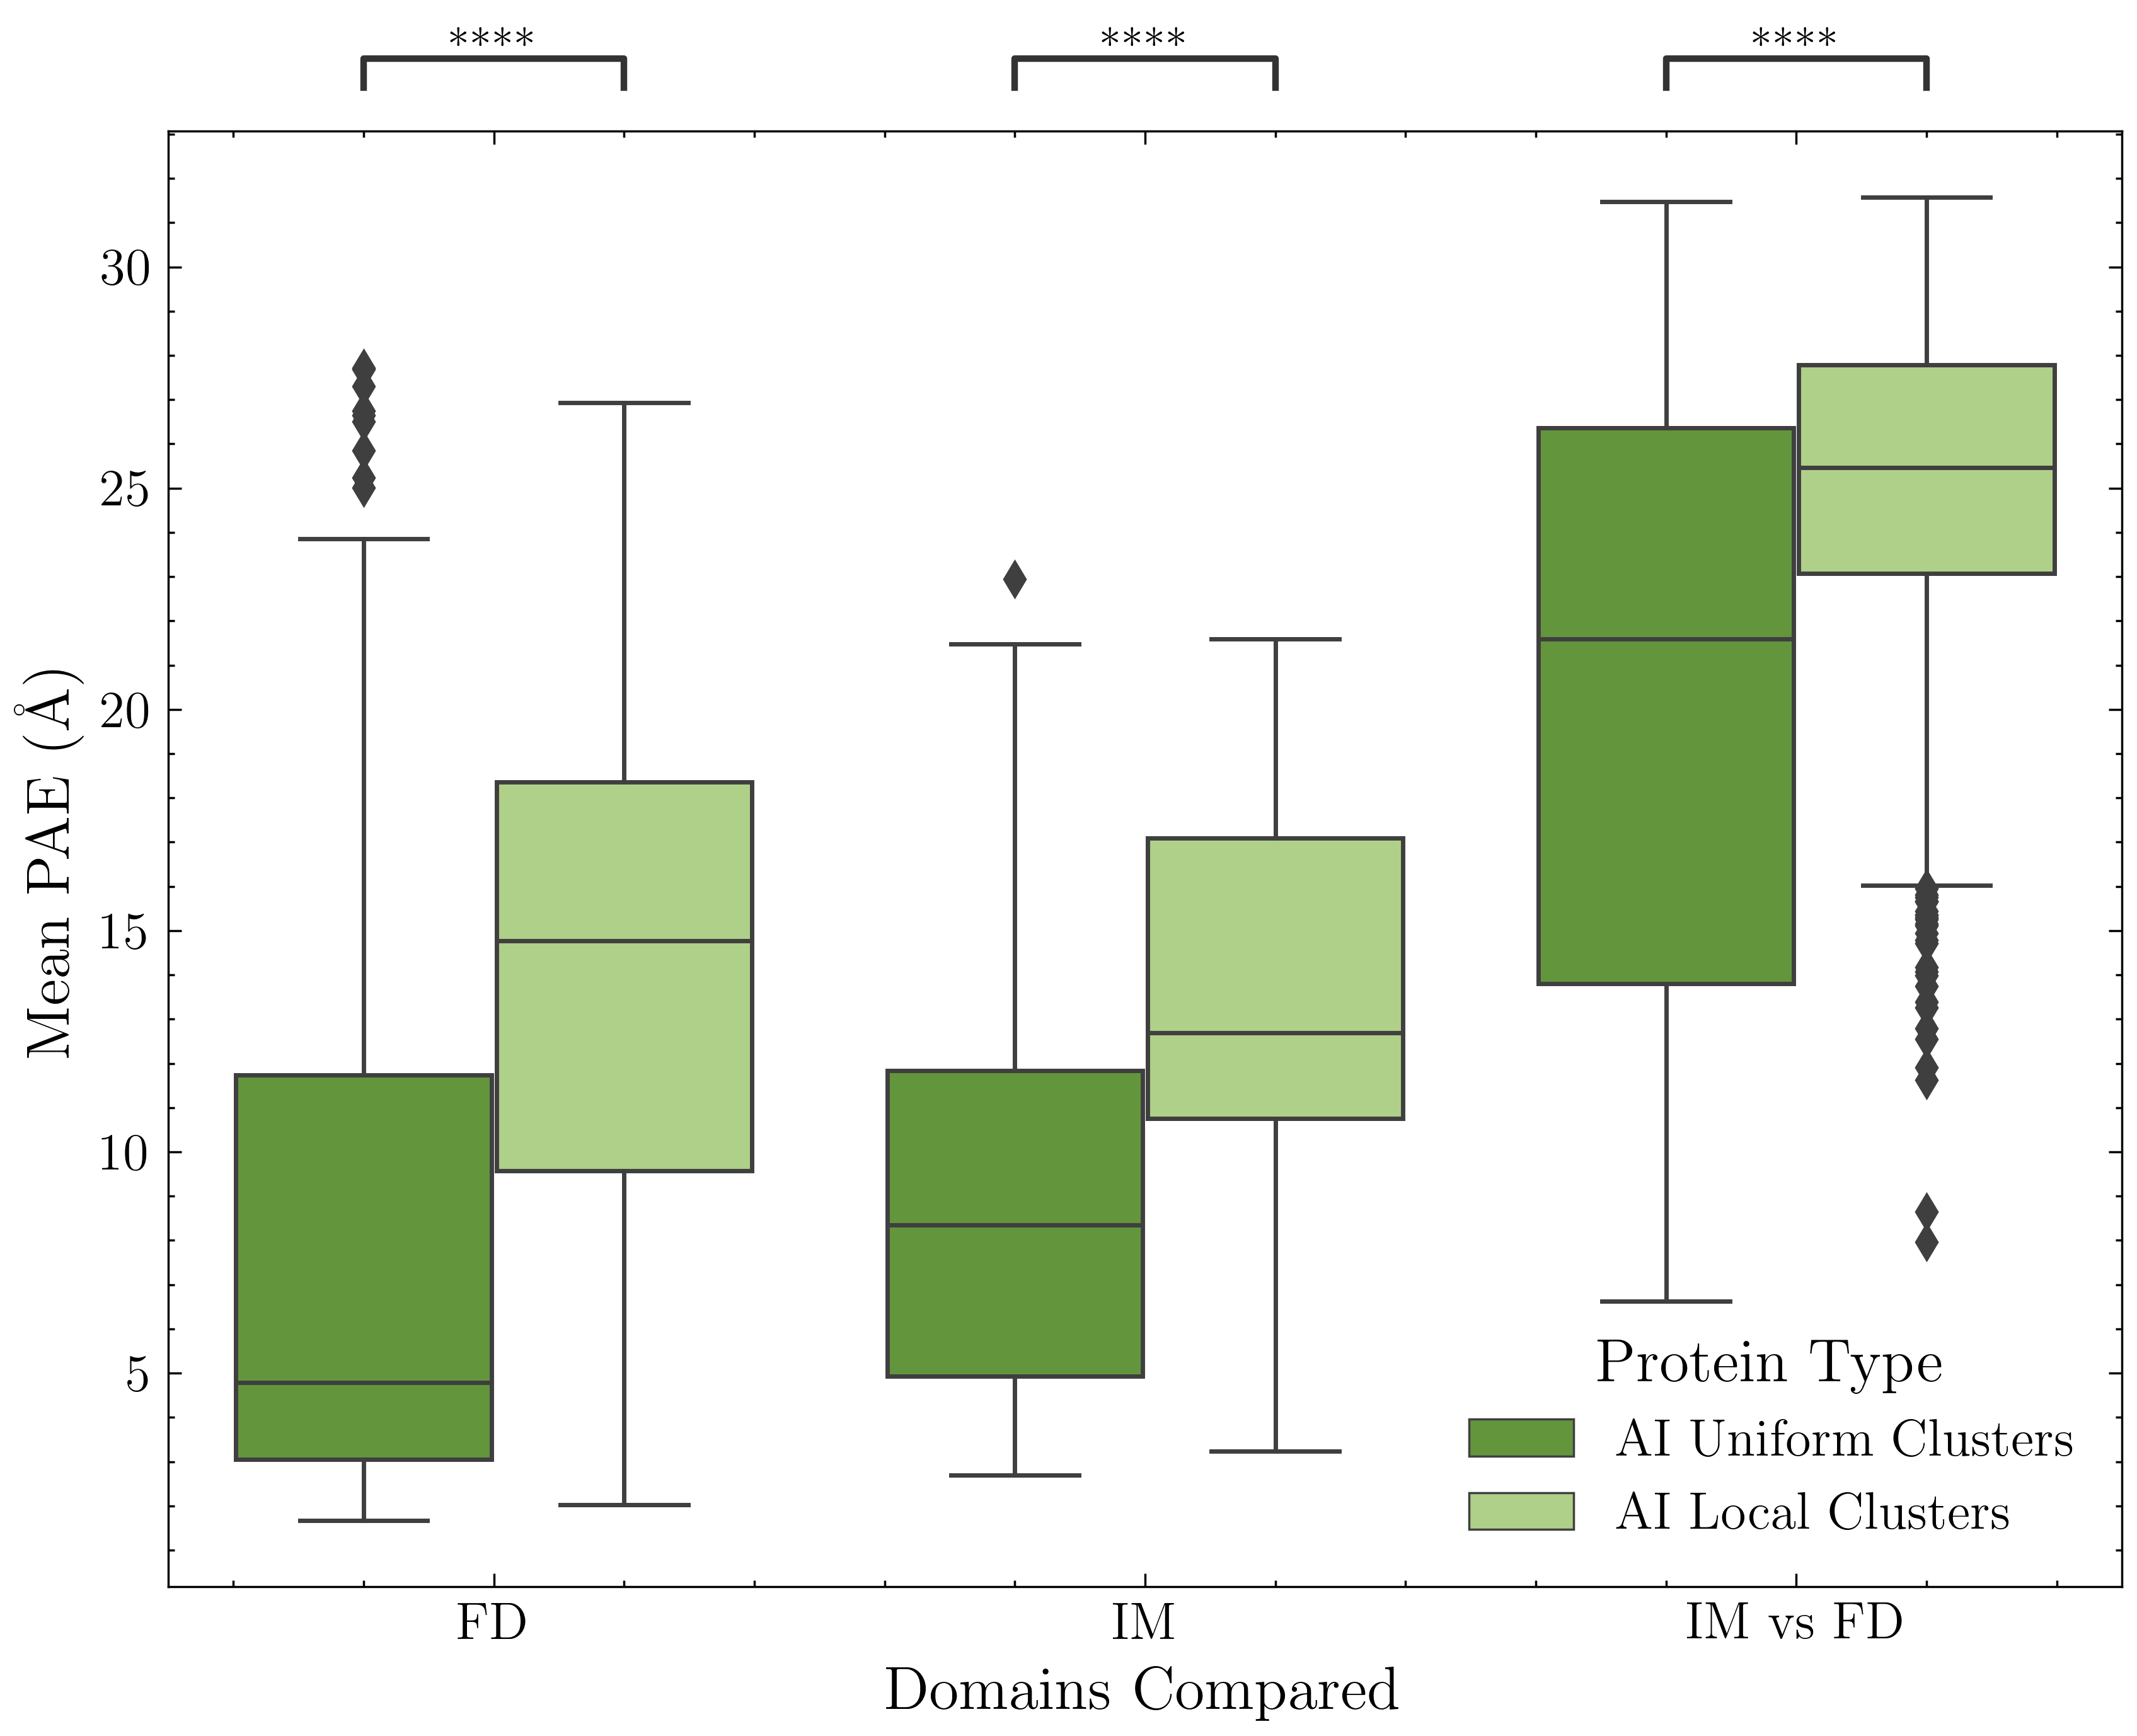 **** **** ****
30
25
20
15
10
5
Mean PAE (Å)
Protein Type
AI Uniform Clusters
AI Local Clusters
FD IM IM vs FD
Domains Compared